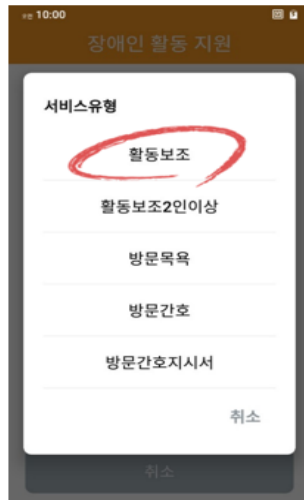 오전 10:00
장애인 활동 지원
서비스유형
활동보조
활동보조2인이상
방문목욕
방문간호
방문간호지시서
취소
취소